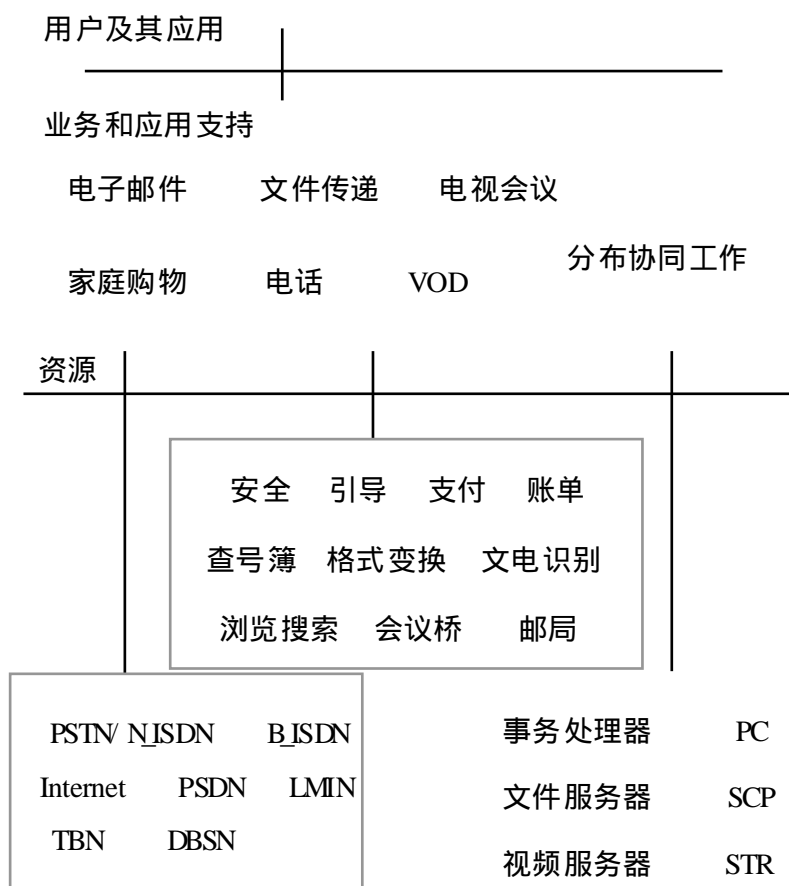 用户及其应用
业务和应用支持
电子邮件 文件传递 电视会议
分布协同工作
家庭购物 电话 VOD
资源
安全 引导 支付 账单
查号簿 格式变换 文电识别
浏览搜索 会议桥 邮局
PSTN/ N_ISDN B_ISDN
Internet PSDN LMIN
TBN DBSN
事务处理器 PC
文件服务器 SCP
视频服务器 STR